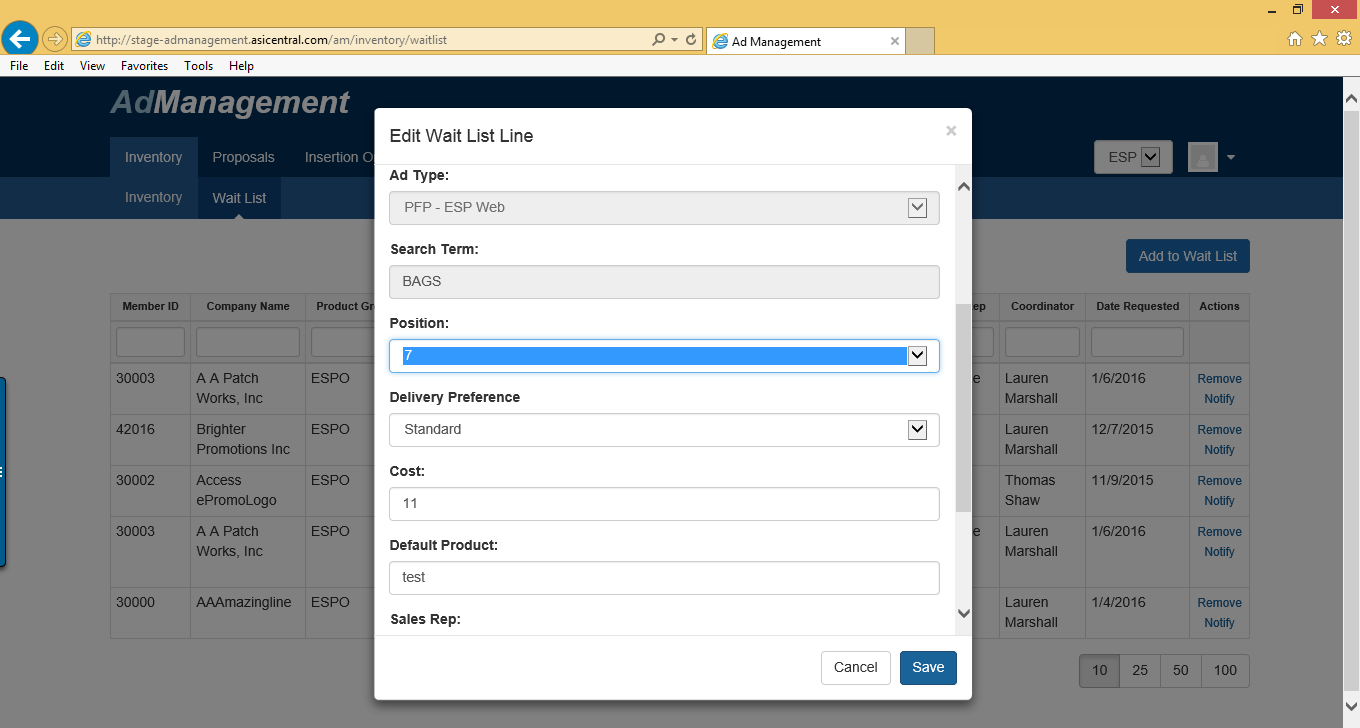 http://stage-admanagement.asicentral.com/am/inventory/waitlist
Ad Management
File Edit View Favorites Tools Help
AdManagement
Inventory Proposals Insertion O
ESP
Inventory Wait List
Add to Wait List
Member ID Company Name Product Gr ep Coordinator Date Requested Actions
30003 A A Patch Works, Inc ESPO e Lauren Marshall 1/6/2016 Remove Notify
42016 Brighter Promotions Inc ESPO Lauren Marshall 12/7/2015 Remove Notify
30002 Access ePromoLogo ESPO Thomas Shaw 11/9/2015 Remove Notify
30003 A A Patch Works, Inc ESPO e Lauren Marshall 1/6/2016 Remove Notify
30000 AAAmazingline ESPO Lauren Marshall 1/4/2016 Remove Notify
10 25 50 100
Edit Wait List Line
×
Ad Type:
PFP - ESP Web
Search Term:
BAGS
Position:
7
Delivery Preference
Standard
Cost:
11
Default Product:
test
Sales Rep:
Cancel Save